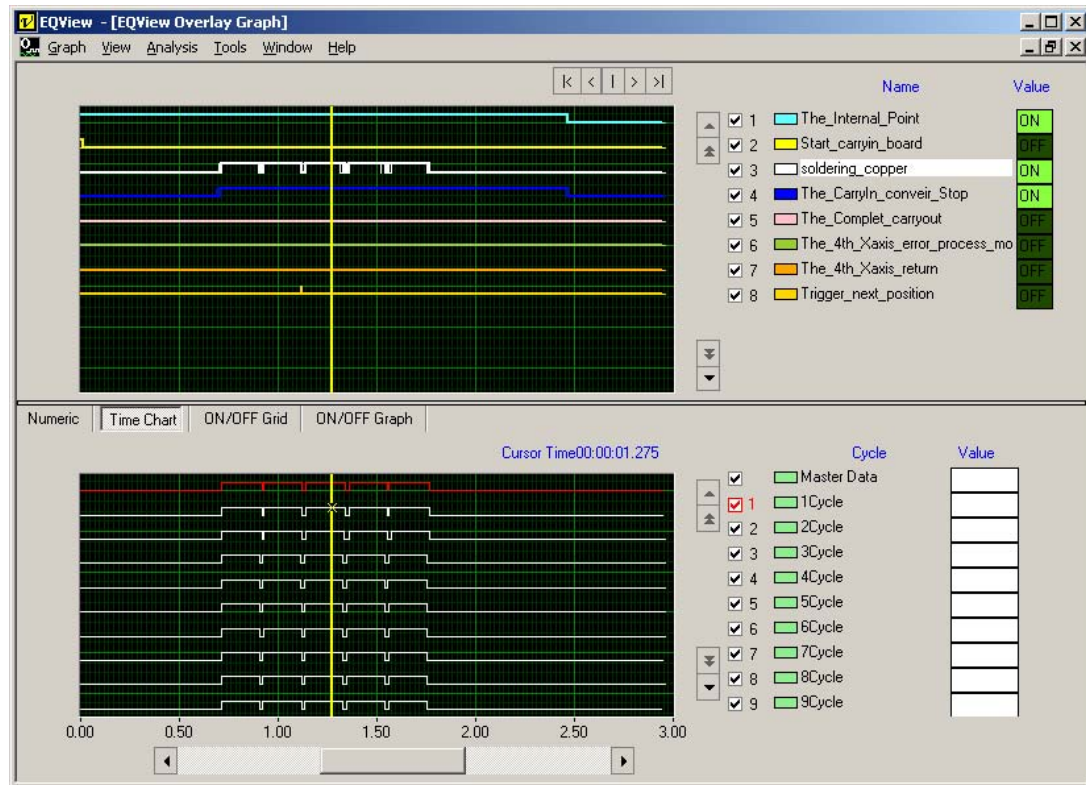 EQView - [EQView Overlay Graph]
Graph View Analysis Tools Window Help
Name Value
1 The_Internal_Point ON
2 Start_carryin_board OFF
3 soldering_copper ON
4 The_CarryIn_conveir_Stop ON
5 The_Complet_carryout OFF
6 The_4th_Xaxis_error_process_mo OFF
7 The_4th_Xaxis_return OFF
8 Trigger_next_position OFF
Numeric Time Chart ON/OFF Grid ON/OFF Graph
Cursor Time00:00:01.275 Cycle Value
Master Data
1 1Cycle
2 2Cycle
3 3Cycle
4 4Cycle
5 5Cycle
6 6Cycle
7 7Cycle
8 8Cycle
9 9Cycle
0.00 0.50 1.00 1.50 2.00 2.50 3.00